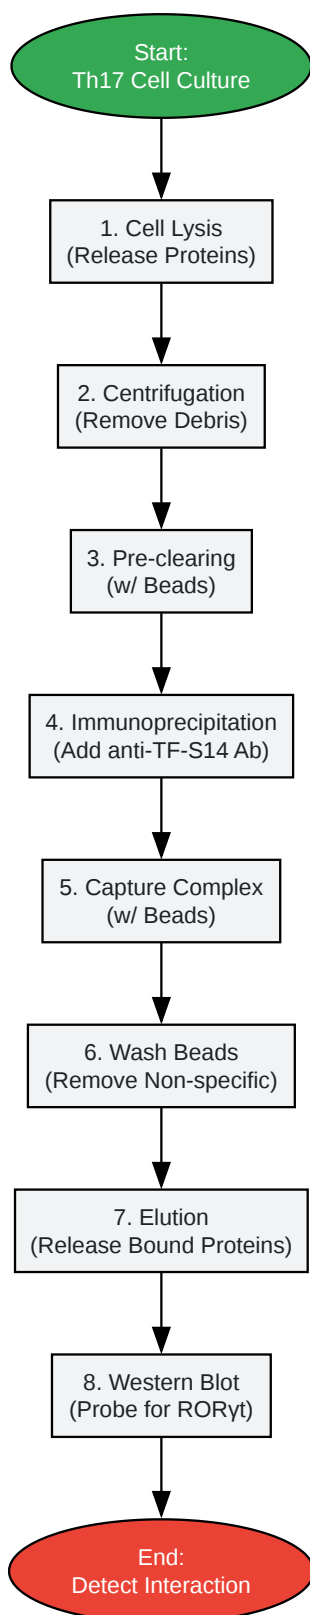 Start:
Th17 Cell Culture
1. Cell Lysis
(Release Proteins)
2. Centrifugation
(Remove Debris)
3. Pre-clearing
(w/ Beads)
4. Immunoprecipitation
(Add anti-TF-S14 Ab)
5. Capture Complex
(w/ Beads)
6. Wash Beads
(Remove Non-specific)
7. Elution
(Release Bound Proteins)
8. Western Blot
(Probe for RORγt)
End:
Detect Interaction